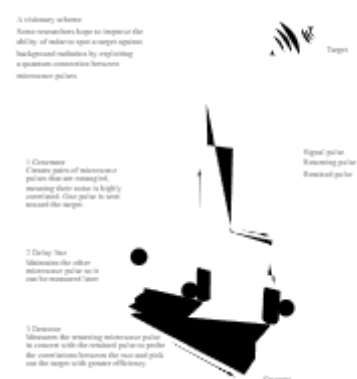 A visionary scheme
Some researchers hope to improve the
ability of radar to spot a target against
background radiation by exploiting
a quantum connection between
microwave pulses.
Target
1 Generator
Creates pairs of microwave
pulses that are entangled,
meaning their noise is highly
correlated. One pulse is sent
toward the target.
Signal pulse
Returning pulse
Retained pulse
2 Delay line
Maintains the other
microwave pulse so it
can be measured later
3 Detector
Measures the returning microwave pulse
in concert with the retained pulse to probe
the correlations between the two and pick
out the target with greater efficiency.